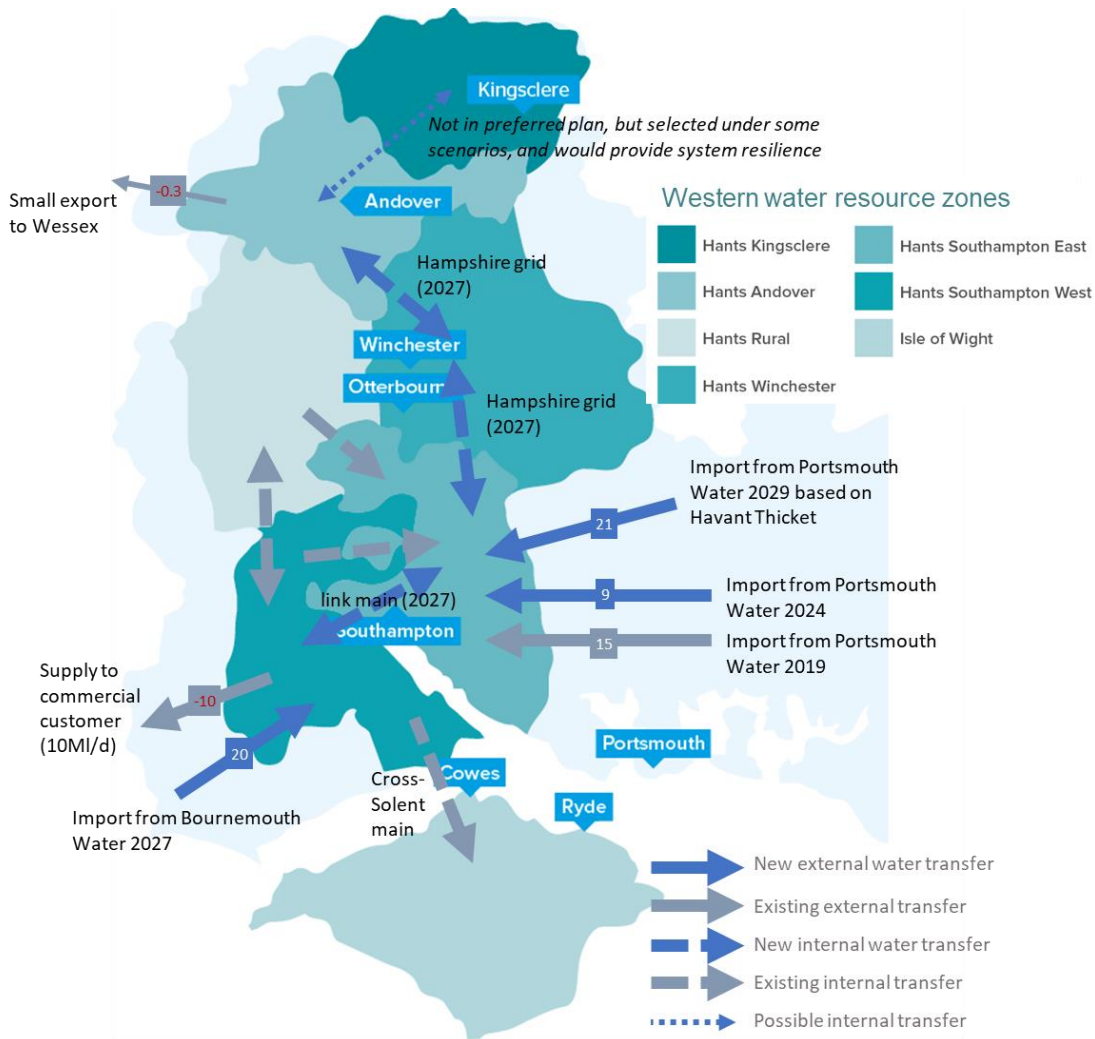 Kingsclere
Not in preferred plan, but selected under some
scenarios, and would provide system resilience
-0.3
Small export
to Wessex
Andover
Western water resource zones
Hants Kingsclere
Hants Southampton East
Hants Andover
Hants Southampton West
Hants Rural
Isle of Wight
Hants Winchester
Hampshire grid
(2027)
Winchester
Otterbourn
Hampshire grid
(2027)
Import from Portsmouth
Water 2029 based on
Havant Thicket
21
Import from Portsmouth
Water 2024
9
link main (2027)
Southampton
15
Import from Portsmouth
Water 2019
Supply to
commercial
customer
(10Ml/d)
-10
20
Import from Bournemouth
Water 2027
Cross-
Solent
main
Cowes
Portsmouth
Ryde
New external water transfer
Existing external transfer
New internal water transfer
Existing internal transfer
Possible internal transfer